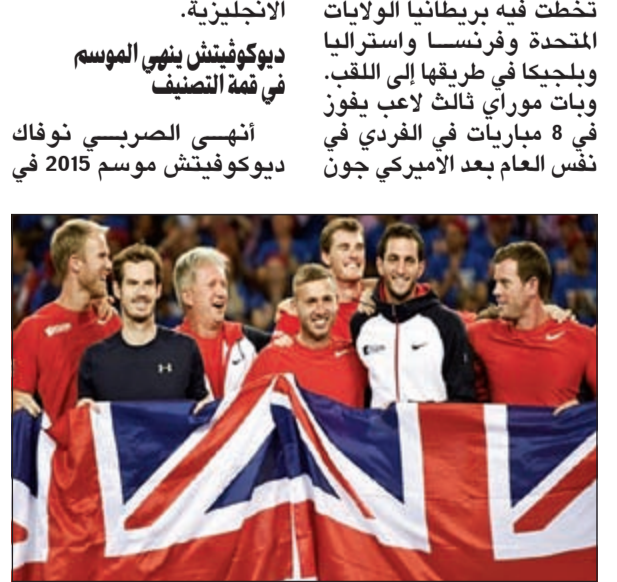 تخطت فيه بريطانيا الولايات
المتحدة وفرنسا واستراليا
وبلجيكا في طريقها إلى اللقب.
وبات موراي ثالث لاعب يفوز
في 8 مباريات في الفردي في
نفس العام بعد الاميركي جون
الانجليزية.
ديوكوفيتش ينهي الموسم
في قمة التصنيف
أنهى الصربي نوفاك
ديوكوفيتش موسم 2015 في